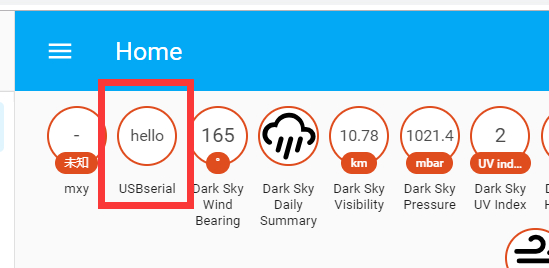 Home
-
未知
mxy
hello
USBserial
165
°
Dark Sky
Wind
Bearing
Dark Sky
Daily
Summary
10.78
km
Dark Sky
Visibility
1021.4
mbar
Dark Sky
Pressure
2
UV ind...
Dark Sky
UV Index